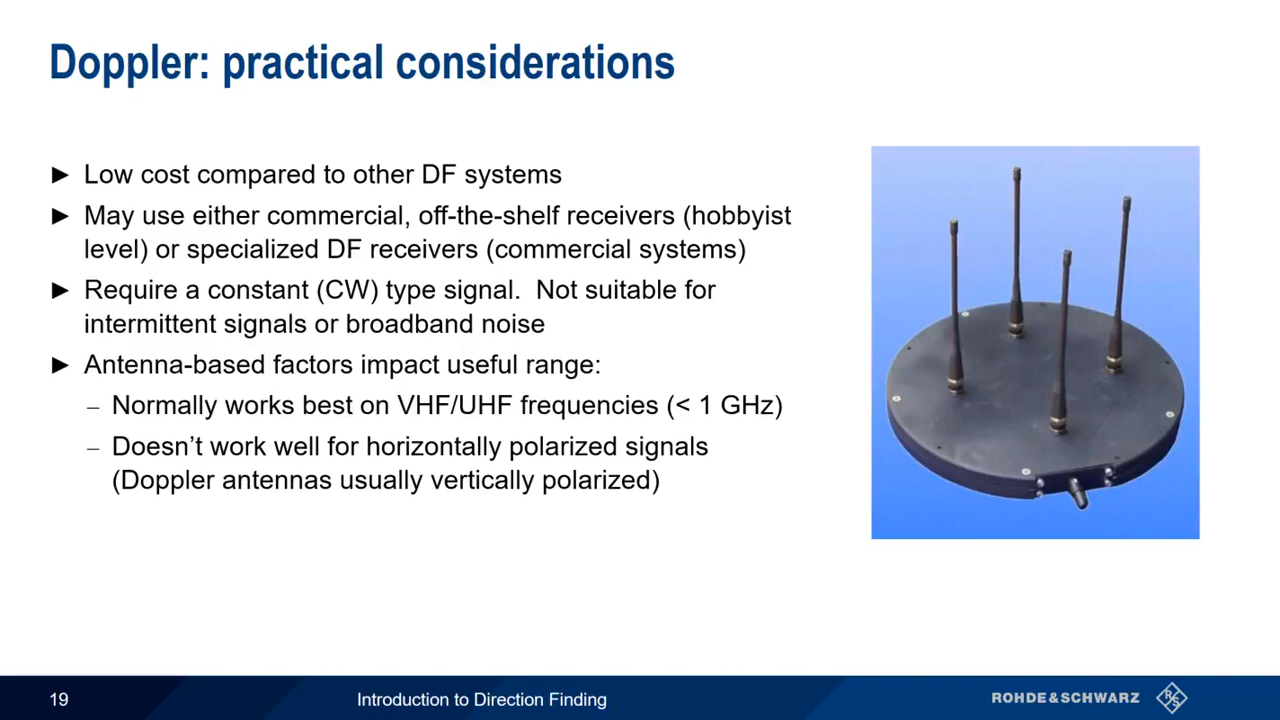 Doppler: practical considerations
► Low cost compared to other DF systems
► May use either commercial, off-the-shelf receivers (hobbyist
level) or specialized DF receivers (commercial systems)
► Require a constant (CW) type signal.  Not suitable for
intermittent signals or broadband noise
► Antenna-based factors impact useful range:
– Normally works best on VHF/UHF frequencies (< 1 GHz)
– Doesn’t work well for horizontally polarized signals
(Doppler antennas usually vertically polarized)
19
Introduction to Direction Finding
ROHDE&SCHWARZ
R&S